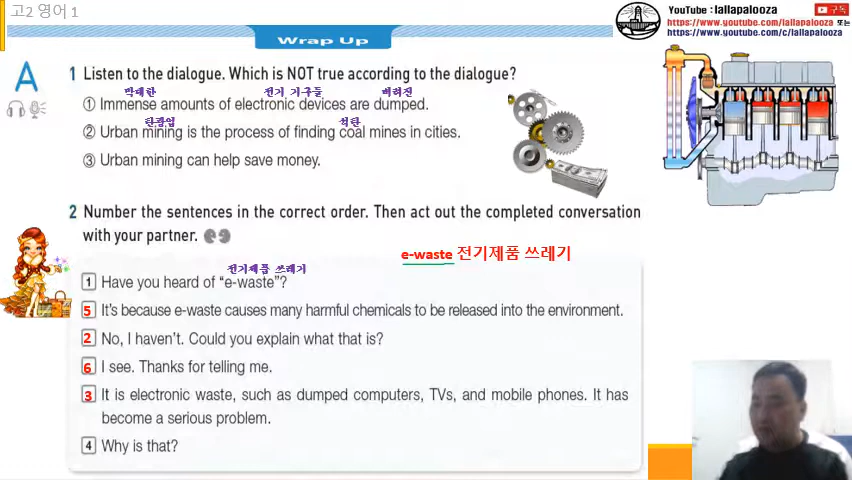 고2 영어 1
YouTube : lallapalooza 구독
https://www.youtube.com/lallapalooza 또는
https://www.youtube.com/c/lallapalooza
Wrap Up
A
1 Listen to the dialogue. Which is NOT true according to the dialogue?
막대한 전기 기구들 버려진
① Immense amounts of electronic devices are dumped.
탄광업 석탄
② Urban mining is the process of finding coal mines in cities.
③ Urban mining can help save money.
2 Number the sentences in the correct order. Then act out the completed conversation
with your partner.
e-waste 전기제품 쓰레기
전기제품 쓰레기
1 Have you heard of “e-waste”?
5 It’s because e-waste causes many harmful chemicals to be released into the environment.
2 No, I haven’t. Could you explain what that is?
6 I see. Thanks for telling me.
3 It is electronic waste, such as dumped computers, TVs, and mobile phones. It has
become a serious problem.
4 Why is that?